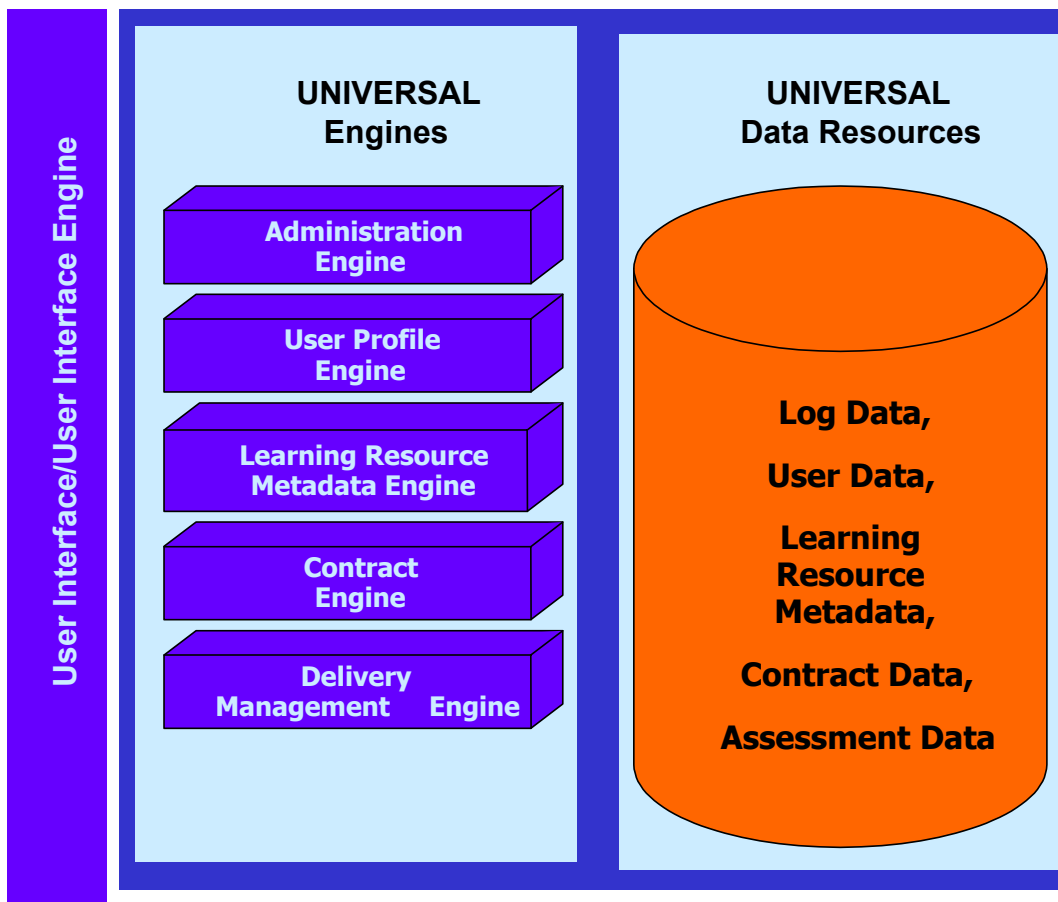 User Interface/User Interface Engine
UNIVERSAL
Engines
Administration
Engine
User Profile
Engine
Learning Resource
Metadata Engine
Contract
Engine
Delivery
Management Engine
UNIVERSAL
Data Resources
Log Data,
User Data,
Learning
Resource
Metadata,
Contract Data,
Assessment Data